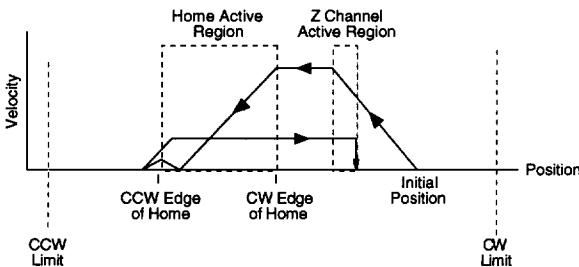 Home Active
Region
Z Channel
Active Region
Velocity
Position
CCW Edge
of Home
CW Edge
of Home
Initial
Position
CCW
Limit
CW
Limit